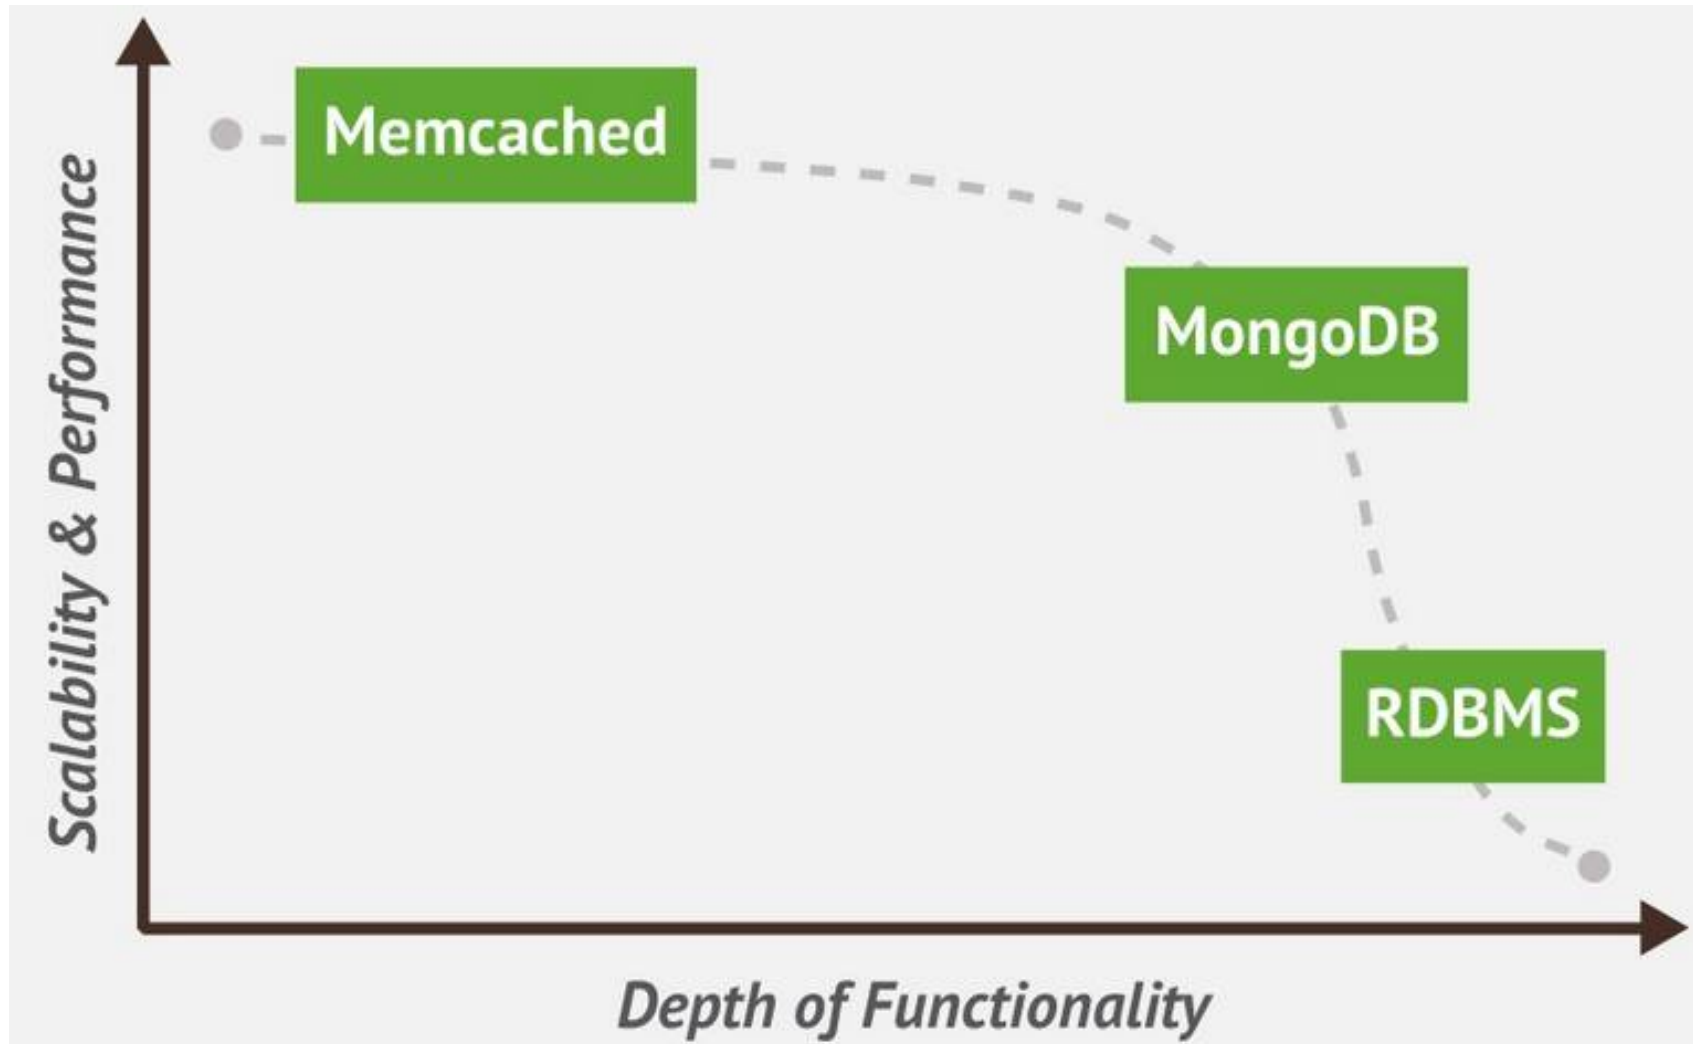 Scalability & Performance
Memcached
MongoDB
RDBMS
Depth of Functionality